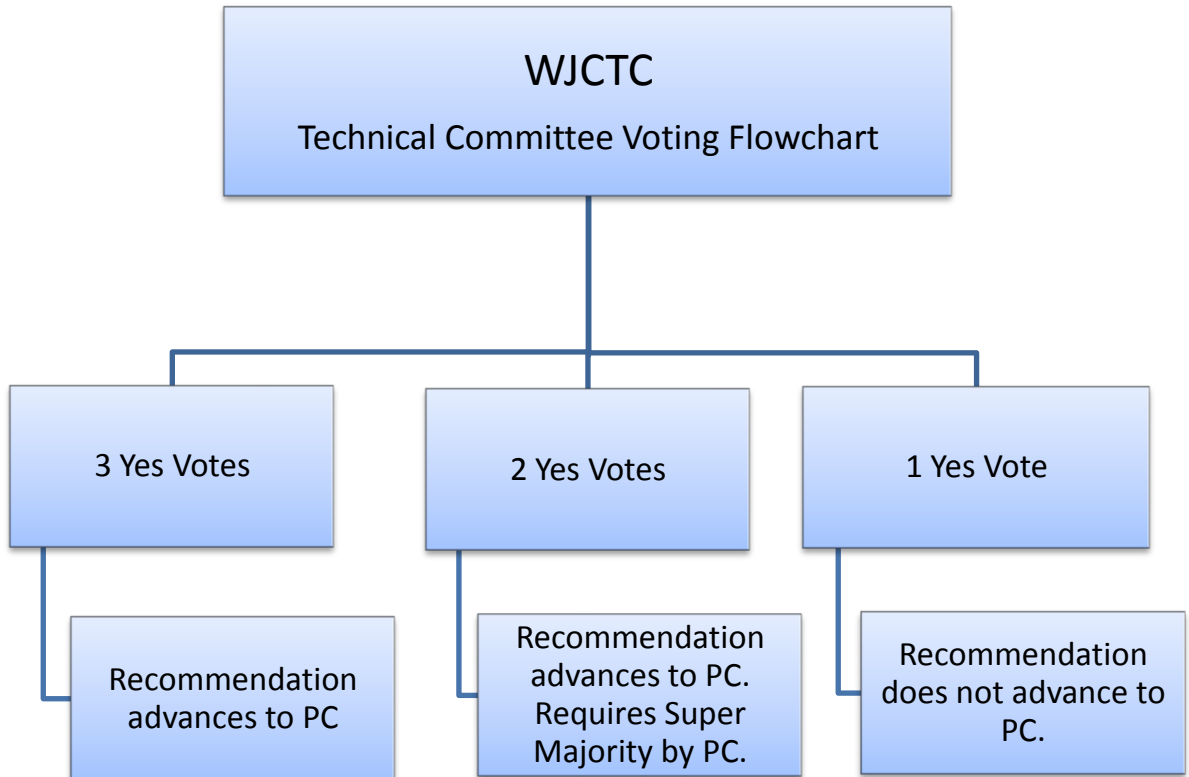 WJCTC
Technical Committee Voting Flowchart
3 Yes Votes
2 Yes Votes
1 Yes Vote
Recommendation
advances to PC
Recommendation
advances to PC.
Requires Super
Majority by PC.
Recommendation
does not advance to
PC.